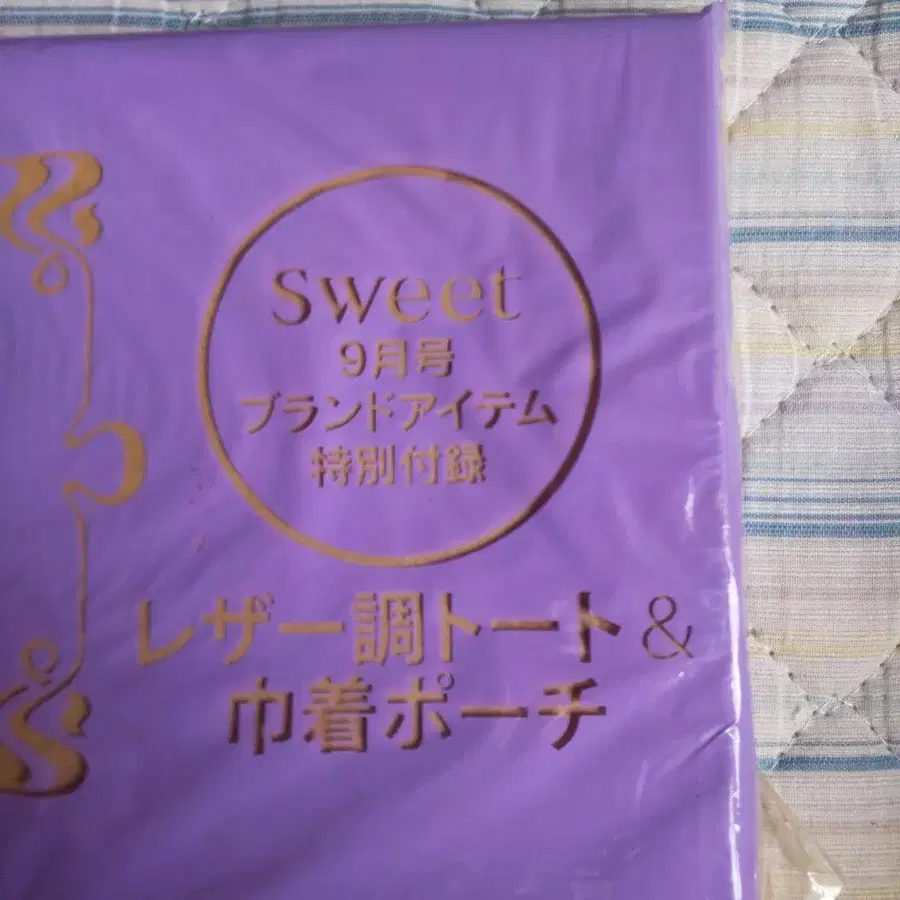 Sweet
9月号
ブランドアイテム
特別付録
レザー調トート&
巾着ポーチ